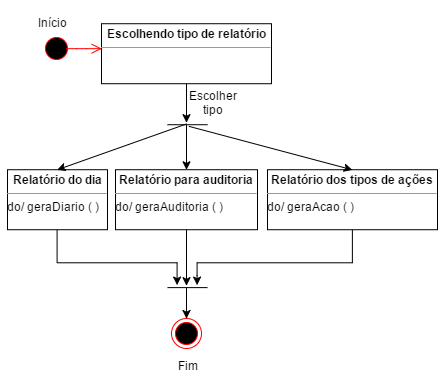 Início
Escolhendo tipo de relatório
Escolher
tipo
Relatório do dia
do/ geraDiario ( )
Relatório para auditoria
do/ geraAuditoria ( )
Relatório dos tipos de ações
do/ geraAcao ( )
Fim